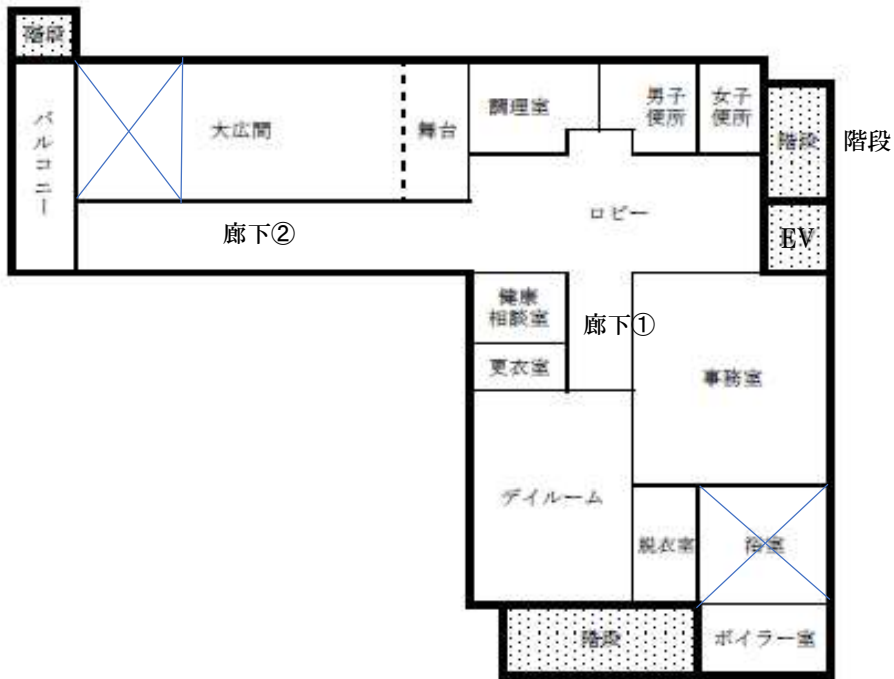 階段
バルコニー
大広間
舞台
調理室
男子
便所
女子
便所
階段
階段
ロビー
EV
廊下②
健康
相談室
廊下①
更衣室
事務室
デイルーム
脱衣室
浴室
階段
ボイラー室